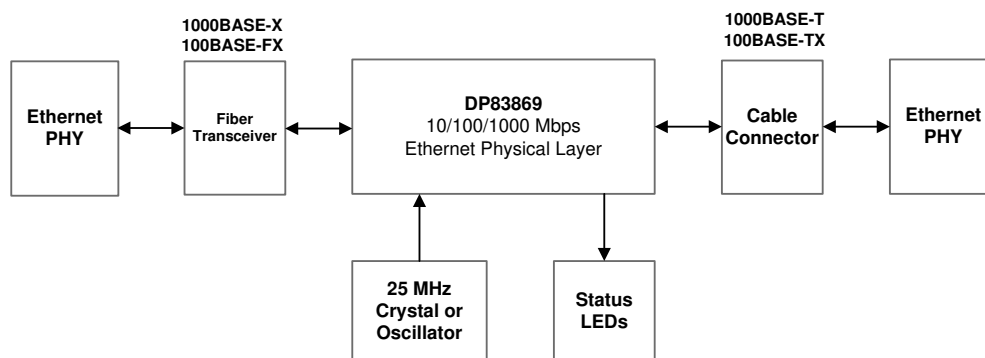 1000BASE-X
100BASE-FX
1000BASE-T
100BASE-TX
Ethernet
PHY
Fiber
Transceiver
DP83869
10/100/1000 Mbps
Ethernet Physical Layer
Cable
Connector
Ethernet
PHY
25 MHz
Crystal or
Oscillator
Status
LEDs